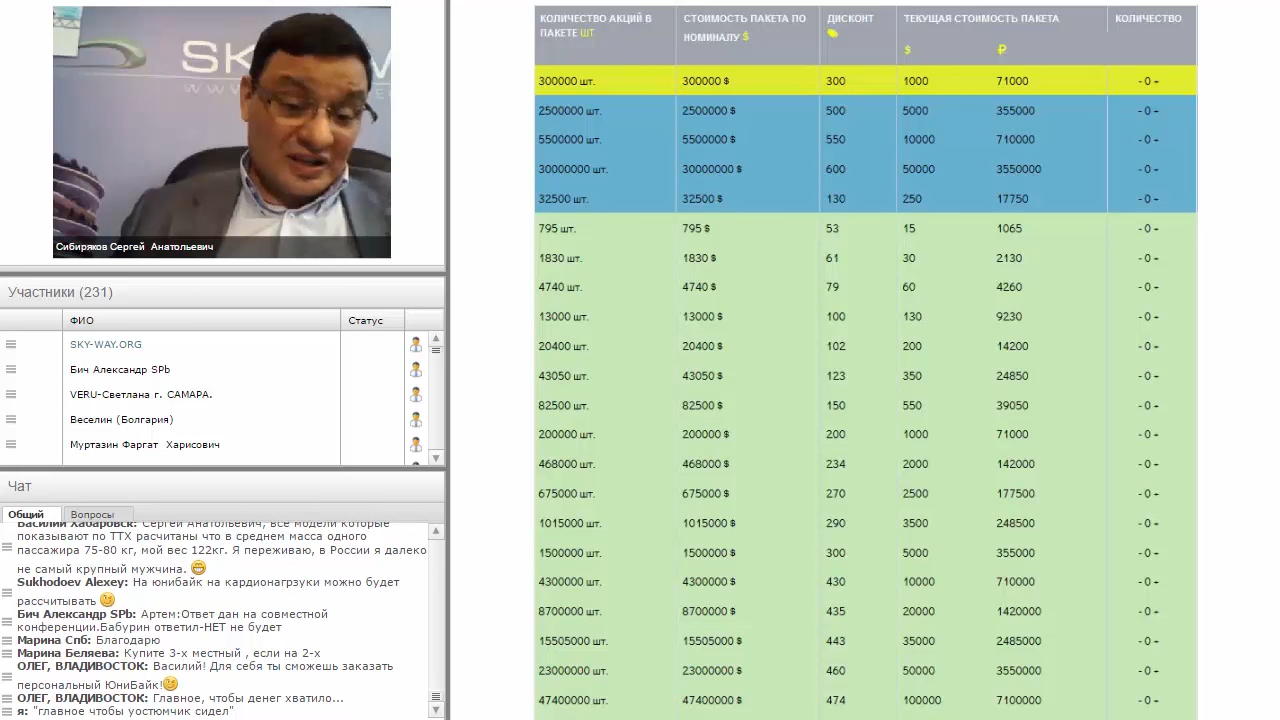 SK
WWW
Сибиряков Сергей Анатольевич
Участники (231)
ФИО
Статус
SKY-WAY.ORG
Бич Александр SPb
VERU-Светлана г. САМАРА.
Веселин (Болгария)
Муртазин Фаргат Харисович
Чат
Общий
Вопросы
Василий Хабаровск: Сергей Анатольевич, все модели которые
показывают по ТТХ расчитаны что в среднем масса одного
пассажира 75-80 кг, мой вес 122кг. Я переживаю, в России я далеко
не самый крупный мужчина.
Sukhodoev Alexey: На юнибайк на кардионагрзуки можно будет
рассчитывать
Бич Александр SPb: Артем:Ответ дан на совместной
конференции.Бабурин ответил-НЕТ не будет
Марина Спб: Благодарю
Марина Беляева: Купите 3-х местный , если на 2-х
ОЛЕГ, ВЛАДИВОСТОК: Василий! Для себя ты сможешь заказать
персональный ЮниБайк!
ОЛЕГ, ВЛАДИВОСТОК: Главное, чтобы денег хватило...
я: "главное чтобы уостюмчик сидел"
КОЛИЧЕСТВО АКЦИЙ В ПАКЕТЕ ШТ СТОИМОСТЬ ПАКЕТА ПО НОМИНАЛУ $ ДИСКОНТ ТЕКУЩАЯ СТОИМОСТЬ ПАКЕТА КОЛИЧЕСТВО
$ ₽
300000 шт. 300000 $ 300 1000 71000 - 0 +
2500000 шт. 2500000 $ 500 5000 355000 - 0 +
5500000 шт. 5500000 $ 550 10000 710000 - 0 +
30000000 шт. 30000000 $ 600 50000 3550000 - 0 +
32500 шт. 32500 $ 130 250 17750 - 0 +
795 шт. 795 $ 53 15 1065 - 0 +
1830 шт. 1830 $ 61 30 2130 - 0 +
4740 шт. 4740 $ 79 60 4260 - 0 +
13000 шт. 13000 $ 100 130 9230 - 0 +
20400 шт. 20400 $ 102 200 14200 - 0 +
43050 шт. 43050 $ 123 350 24850 - 0 +
82500 шт. 82500 $ 150 550 39050 - 0 +
200000 шт. 200000 $ 200 1000 71000 - 0 +
468000 шт. 468000 $ 234 2000 142000 - 0 +
675000 шт. 675000 $ 270 2500 177500 - 0 +
1015000 шт. 1015000 $ 290 3500 248500 - 0 +
1500000 шт. 1500000 $ 300 5000 355000 - 0 +
4300000 шт. 4300000 $ 430 10000 710000 - 0 +
8700000 шт. 8700000 $ 435 20000 1420000 - 0 +
15505000 шт. 15505000 $ 443 35000 2485000 - 0 +
23000000 шт. 23000000 $ 460 50000 3550000 - 0 +
47400000 шт. 47400000 $ 474 100000 7100000 - 0 +